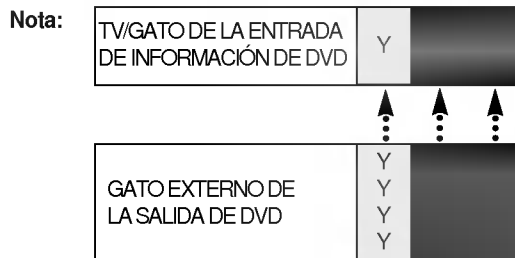 Nota:
TV/GATO DE LA ENTRADA
DE INFORMACIÓN DE DVD
Y
GATO EXTERNO DE
LA SALIDA DE DVD
Y
Y
Y
Y